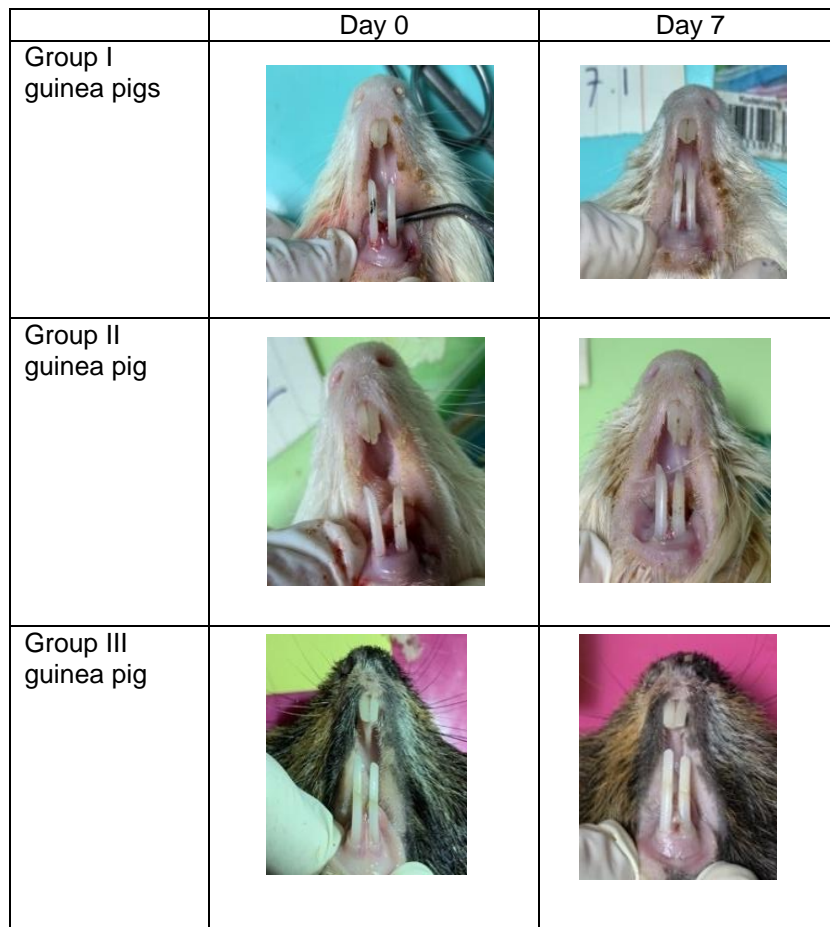 Day 0
Day 7
Group I
guinea pigs
7.1
Group II
guinea pig
Group III
guinea pig